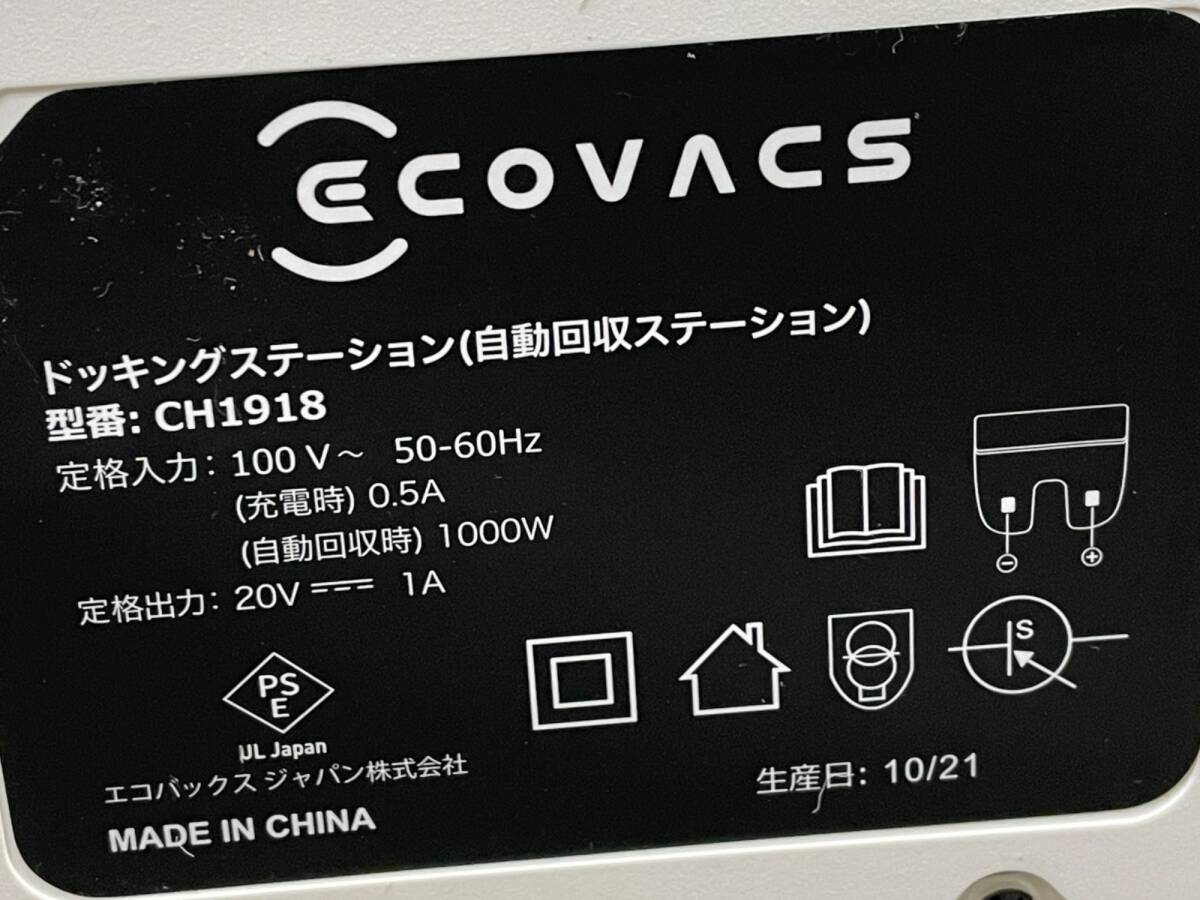 ECOVACS
ドッキングステーション(自動回収ステーション)
型番: CH1918
定格入力: 100 V～ 50-60Hz
(充電時) 0.5A
(自動回収時) 1000W
定格出力: 20V ⎓ 1A
S
PS
E
UL Japan
エコバックス ジャパン株式会社
生産日: 10/21
MADE IN CHINA